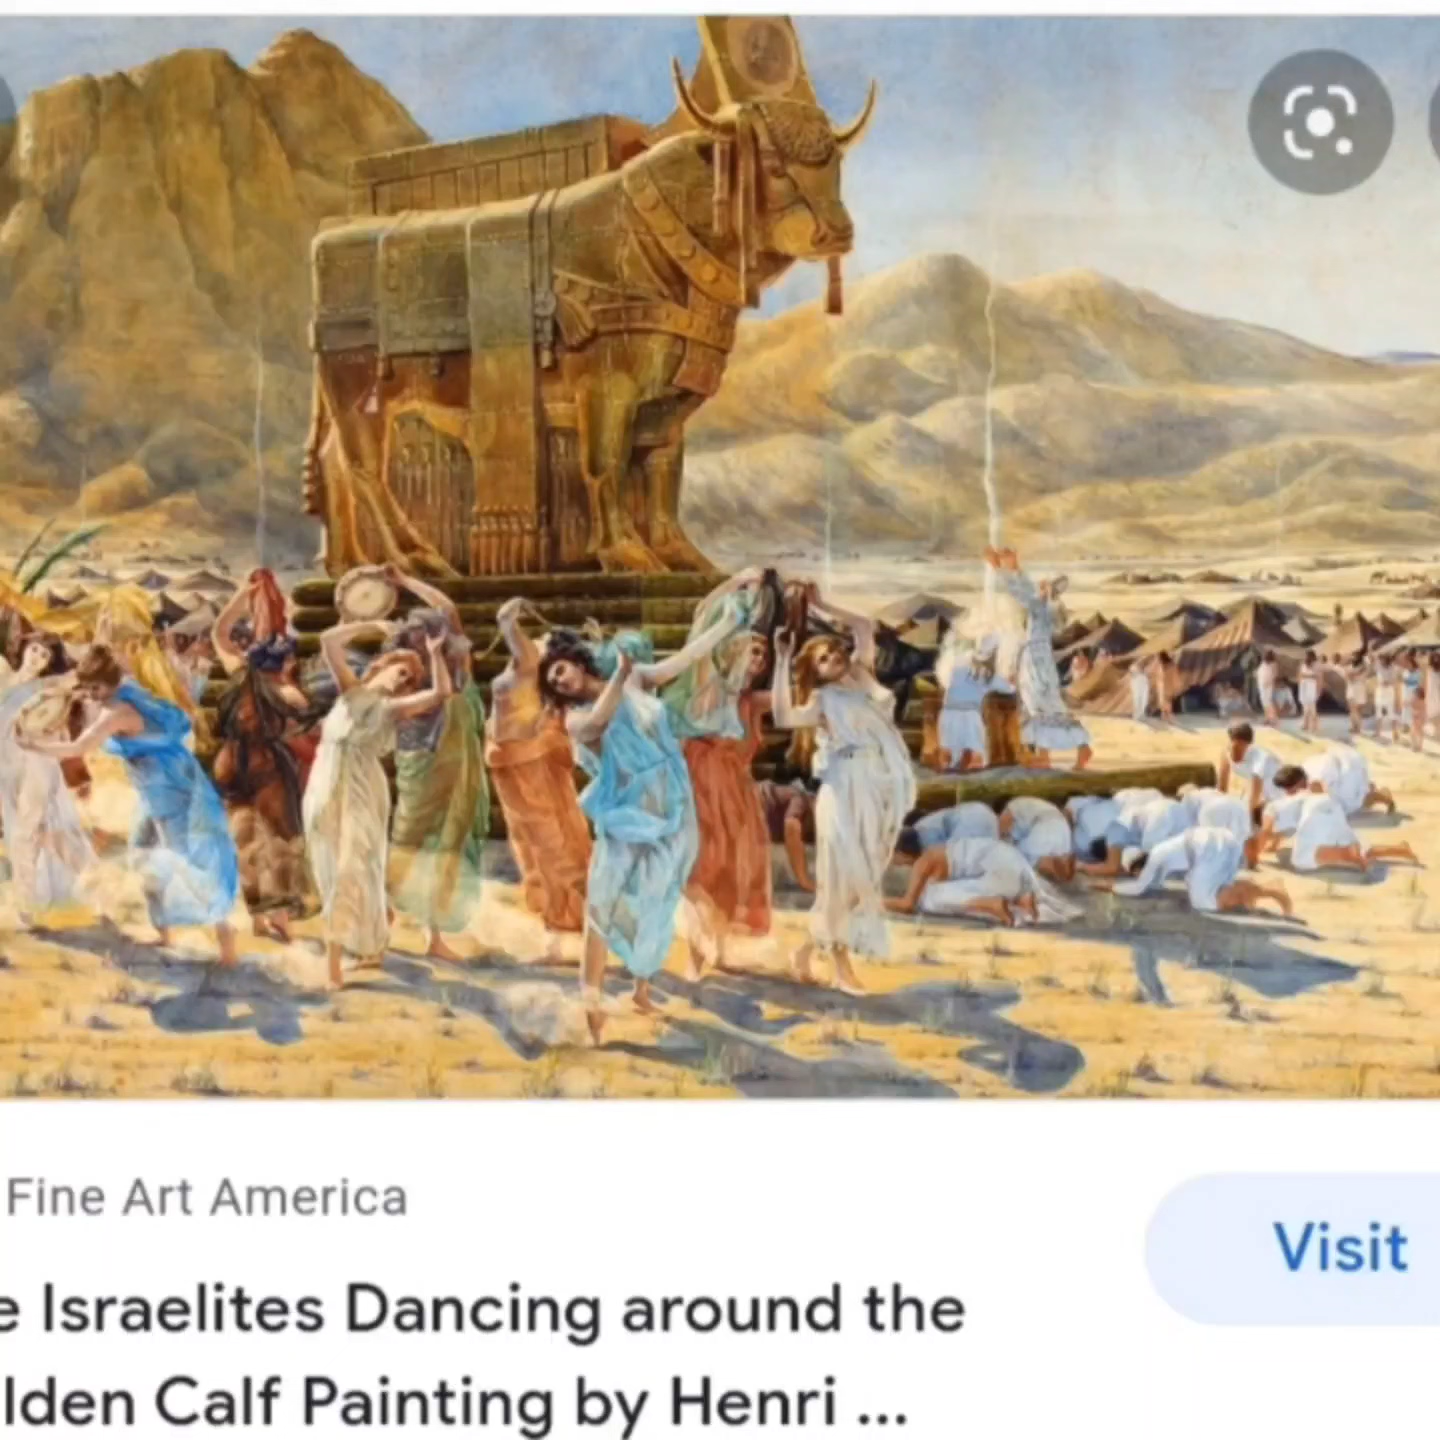 Fine Art America
Visit
e Israelites Dancing around the
lden Calf Painting by Henri ...